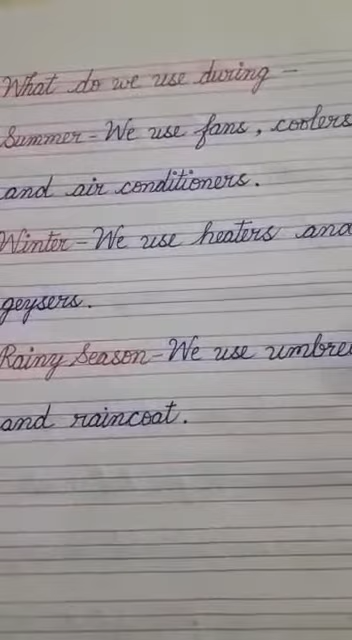 What do we use during -
Summer - We use fans, coolers
and air conditioners.
Winter - We use heaters and
geysers.
Rainy Season - We use umbrel
and raincoat.